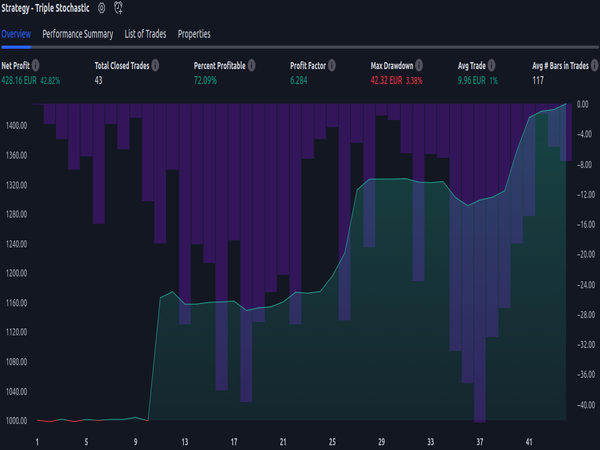 Strategy - Triple Stochastic
Overview Performance Summary List of Trades Properties
Net Profit Total Closed Trades Percent Profitable Profit Factor Max Drawdown Avg Trade Avg # Bars in Trades
428.16 EUR 42.82% 43 72.09% 6.284 42.32 EUR 3.38% 9.96 EUR 1% 117
0.00
1400.00 -4.00
1360.00 -8.00
1320.00 -12.00
1280.00 -16.00
1240.00 -20.00
1200.00 -24.00
1160.00 -28.00
1120.00 -32.00
1080.00 -36.00
1040.00 -40.00
1000.00
1 5 9 13 17 21 25 29 33 37 41